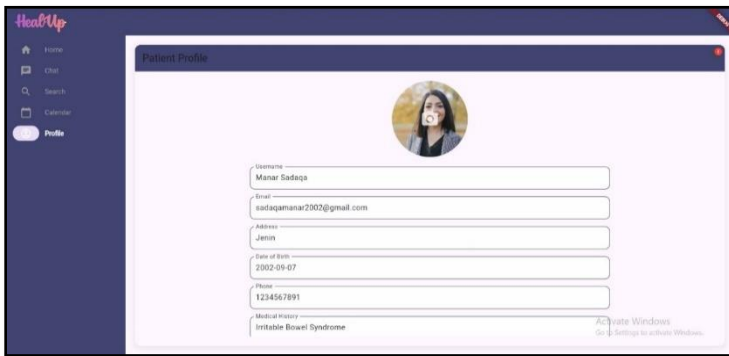 HealUp
Home
Chat
Search
Calendar
Profile
Patient Profile
Username
Manar Sadaqa
Email
sadaqamanar2002@gmail.com
Address
Jenin
Date of Birth
2002-09-07
Phone
1234567891
Medical History
Irritable Bowel Syndrome
Activate Windows
Go to Settings to activate Windows.